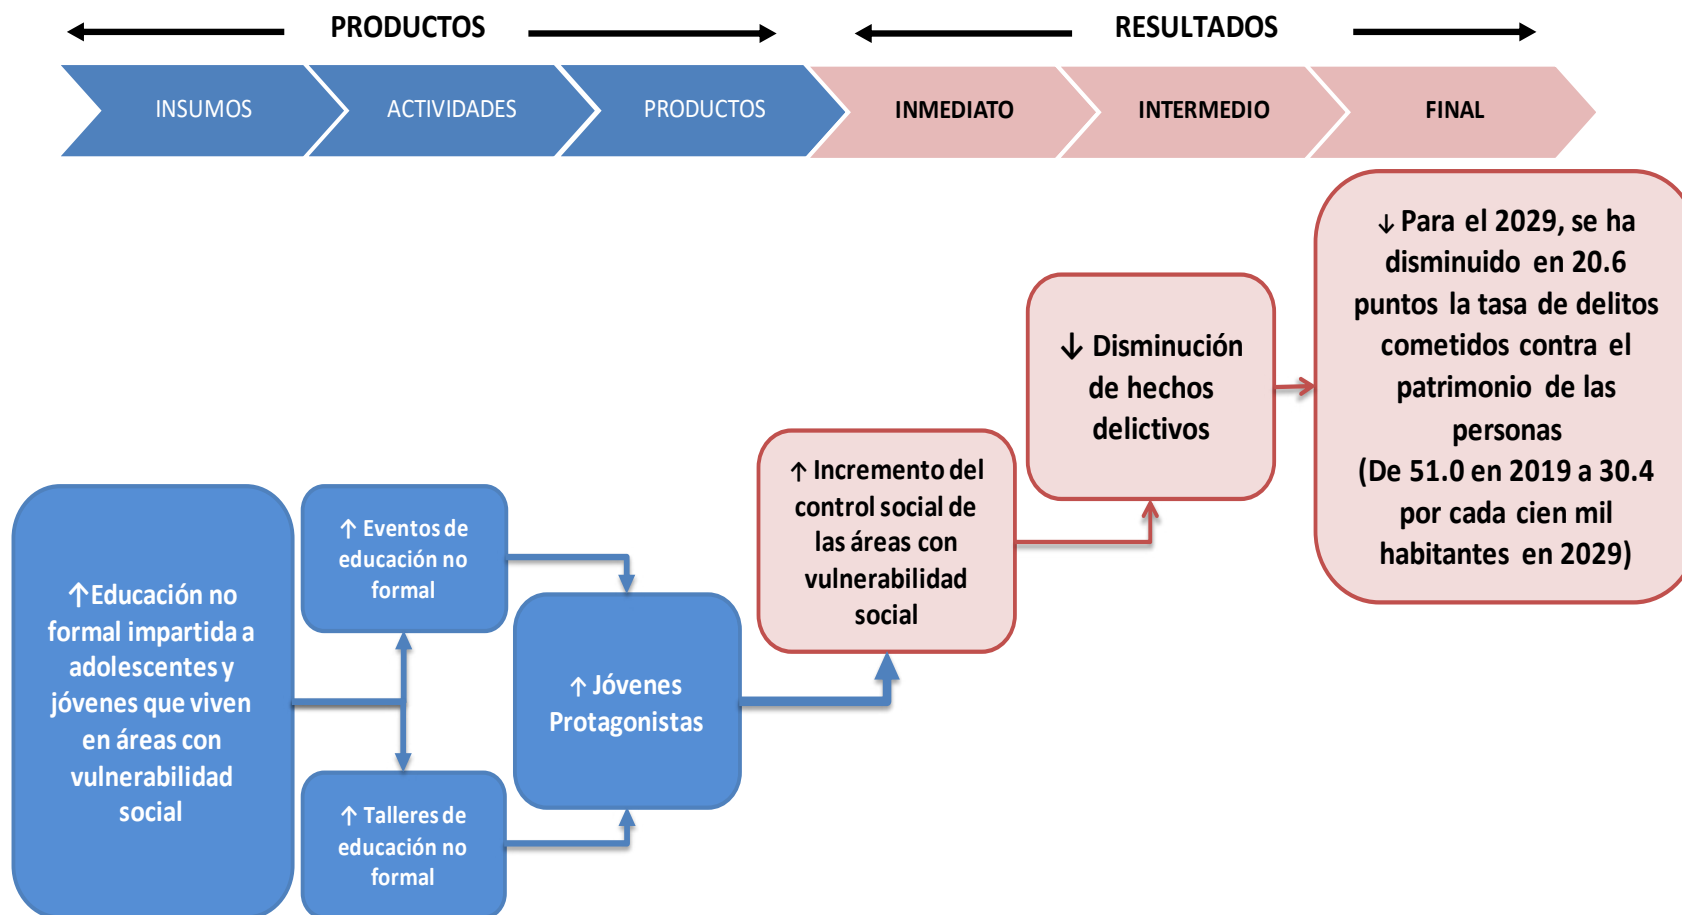 PRODUCTOS
RESULTADOS
INSUMOS
ACTIVIDADES
PRODUCTOS
INMEDIATO
INTERMEDIO
FINAL
↑Educación no
formal impartida a
adolescentes y
jóvenes que viven
en áreas con
vulnerabilidad
social
↑ Eventos de
educación no
formal
↑ Talleres de
educación no
formal
↑ Jóvenes
Protagonistas
↑ Incremento del
control social de
las áreas con
vulnerabilidad
social
↓ Disminución
de hechos
delictivos
↓ Para el 2029, se ha
disminuido en 20.6
puntos la tasa de delitos
cometidos contra el
patrimonio de las
personas
(De 51.0 en 2019 a 30.4
por cada cien mil
habitantes en 2029)